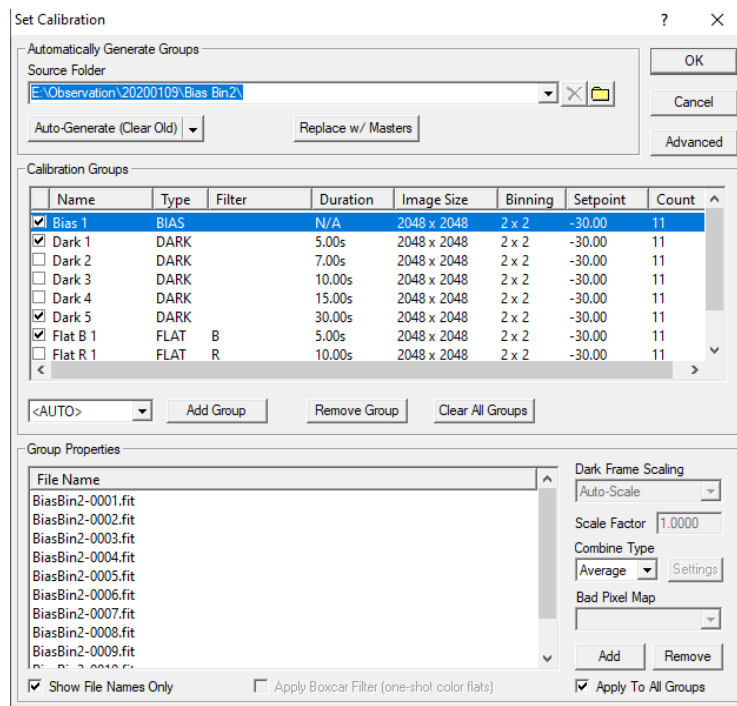 Set Calibration ? ×
Automatically Generate Groups
Source Folder
E:\Observation\20200109\Bias Bin2\
OK
Cancel
Auto-Generate (Clear Old) Replace w/ Masters
Advanced
Calibration Groups
Name Type Filter Duration Image Size Binning Setpoint Count
Bias 1 BIAS N/A 2048 x 2048 2 x 2 -30.00 11
Dark 1 DARK 5.00s 2048 x 2048 2 x 2 -30.00 11
Dark 2 DARK 7.00s 2048 x 2048 2 x 2 -30.00 11
Dark 3 DARK 10.00s 2048 x 2048 2 x 2 -30.00 11
Dark 4 DARK 15.00s 2048 x 2048 2 x 2 -30.00 11
Dark 5 DARK 30.00s 2048 x 2048 2 x 2 -30.00 11
Flat B 1 FLAT B 5.00s 2048 x 2048 2 x 2 -30.00 11
Flat R 1 FLAT R 10.00s 2048 x 2048 2 x 2 -30.00 11
<AUTO> Add Group Remove Group Clear All Groups
Group Properties
File Name
BiasBin2-0001.fit
BiasBin2-0002.fit
BiasBin2-0003.fit
BiasBin2-0004.fit
BiasBin2-0005.fit
BiasBin2-0006.fit
BiasBin2-0007.fit
BiasBin2-0008.fit
BiasBin2-0009.fit
Dark Frame Scaling
Auto-Scale
Scale Factor 1.0000
Combine Type
Average Settings
Bad Pixel Map
Add Remove
Show File Names Only Apply Boxcar Filter (one-shot color flats) Apply To All Groups